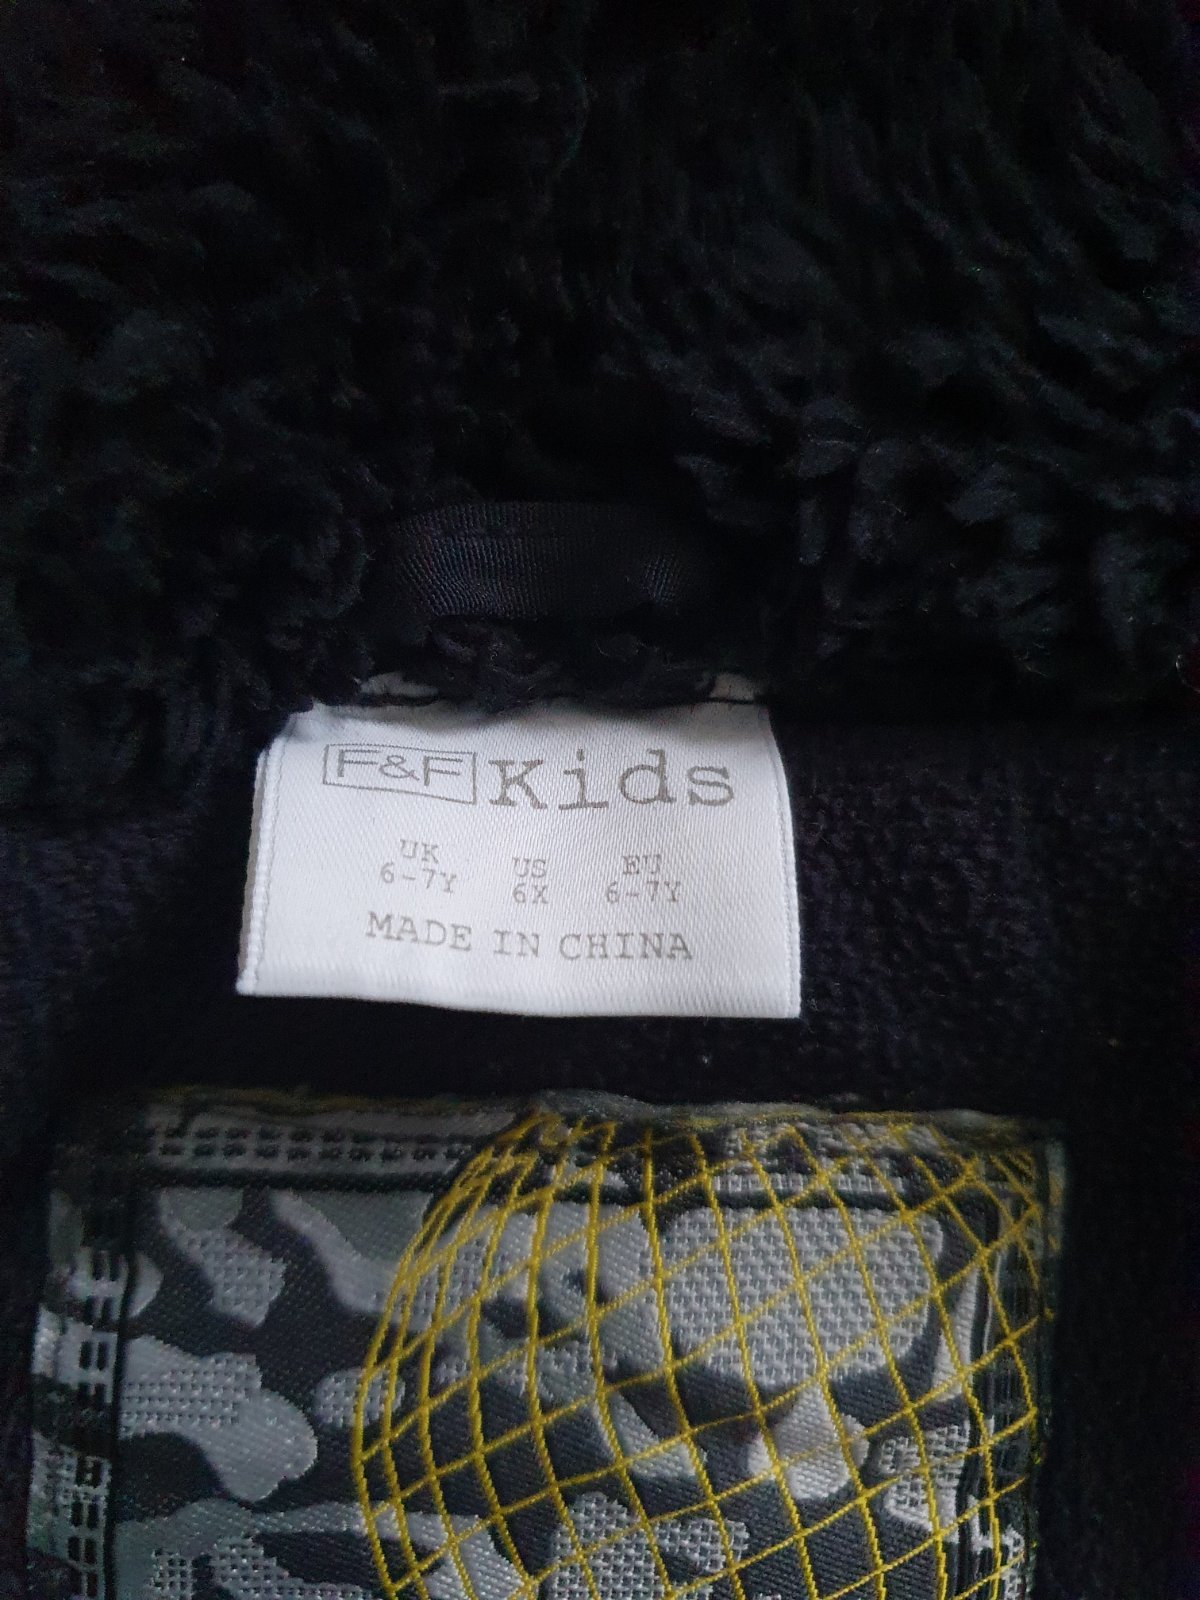 F&F Kids
UK US EU
6-7Y 6X 6-7Y
MADE IN CHINA